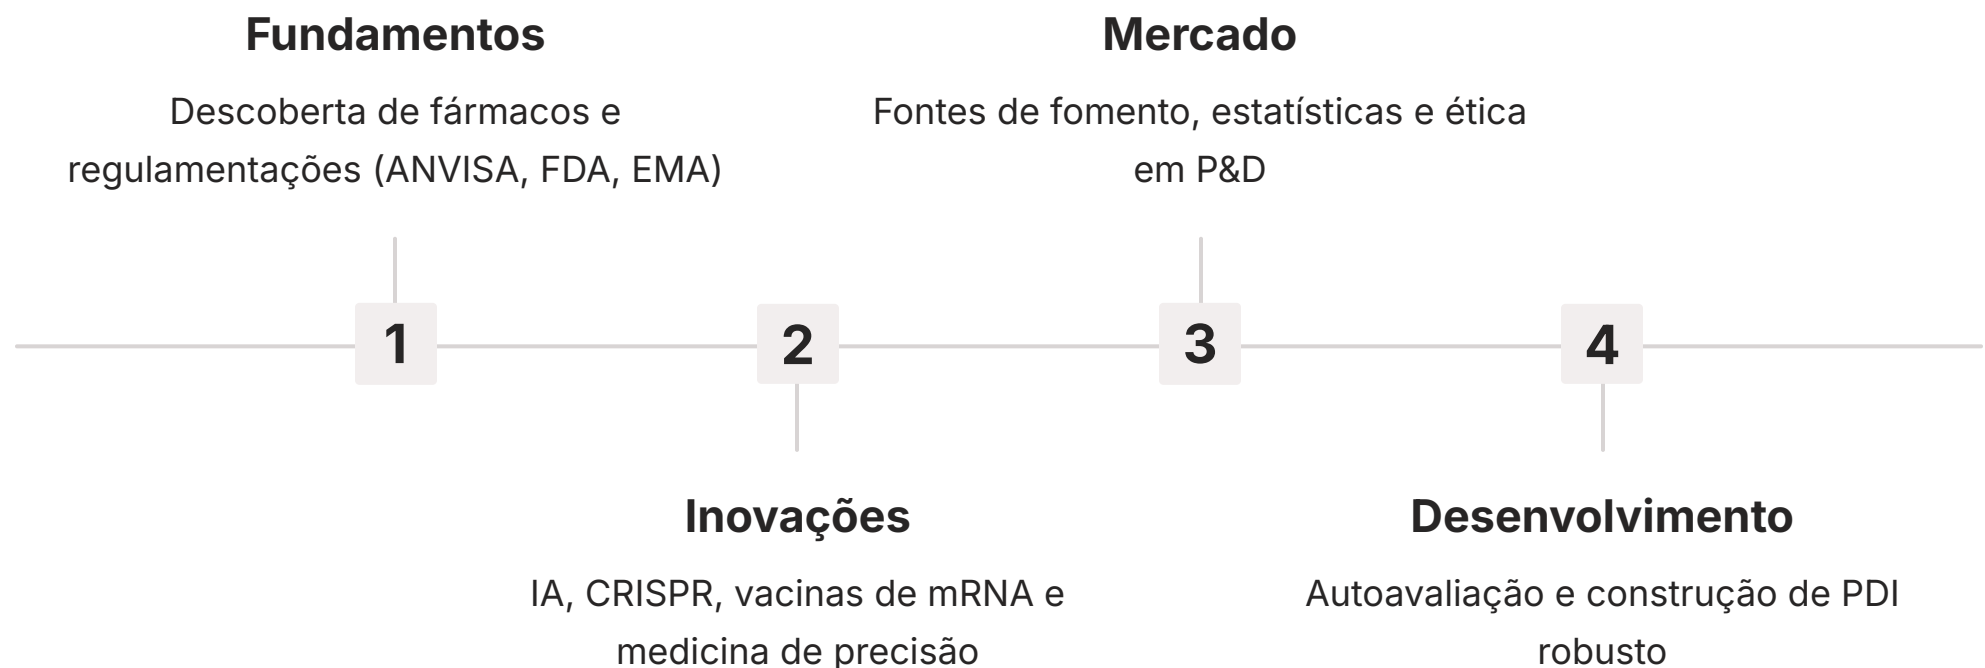 Fundamentos
Descoberta de fármacos e
regulamentações (ANVISA, FDA, EMA)
1
2
Inovações
IA, CRISPR, vacinas de mRNA e
medicina de precisão
Mercado
Fontes de fomento, estatísticas e ética
em P&D
3
4
Desenvolvimento
Autoavaliação e construção de PDI
robusto